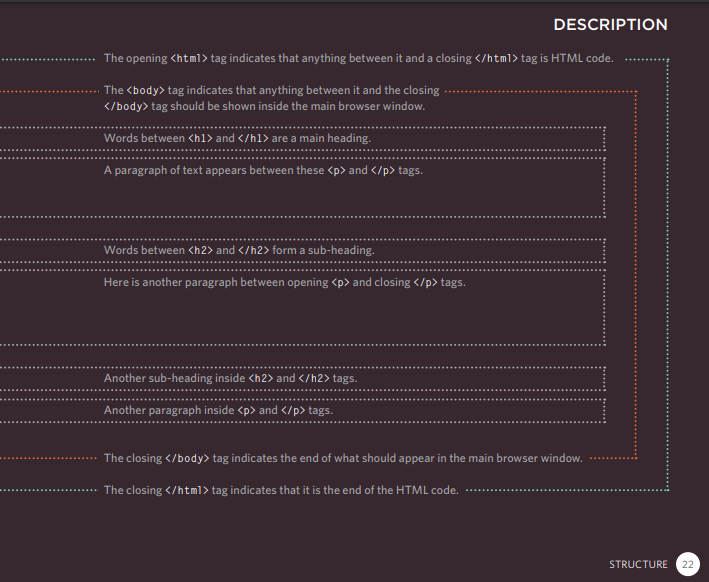 DESCRIPTION
The opening <html> tag indicates that anything between it and a closing </html> tag is HTML code.
The <body> tag indicates that anything between it and the closing
</body> tag should be shown inside the main browser window.
Words between <h1> and </h1> are a main heading.
A paragraph of text appears between these <p> and </p> tags.
Words between <h2> and </h2> form a sub-heading.
Here is another paragraph between opening <p> and closing </p> tags.
Another sub-heading inside <h2> and </h2> tags.
Another paragraph inside <p> and </p> tags.
The closing </body> tag indicates the end of what should appear in the main browser window.
The closing </html> tag indicates that it is the end of the HTML code.
STRUCTURE 22